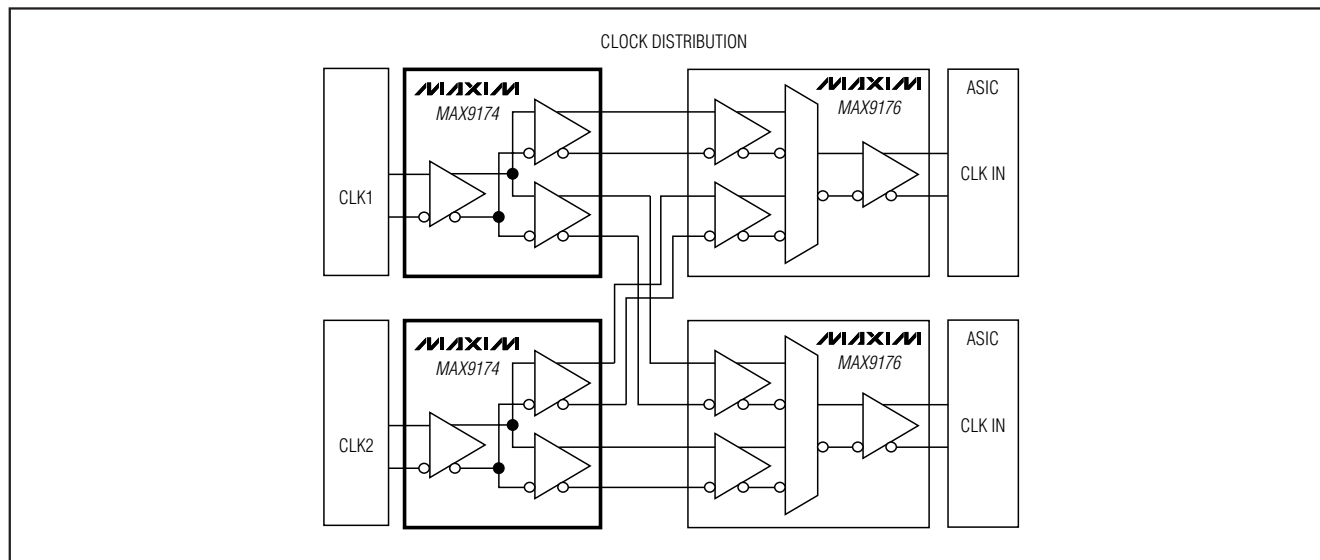 CLOCK DISTRIBUTION
CLK1
MAXIM
MAX9174
MAXIM
MAX9176
ASIC
CLK IN
CLK2
MAXIM
MAX9174
MAXIM
MAX9176
ASIC
CLK IN